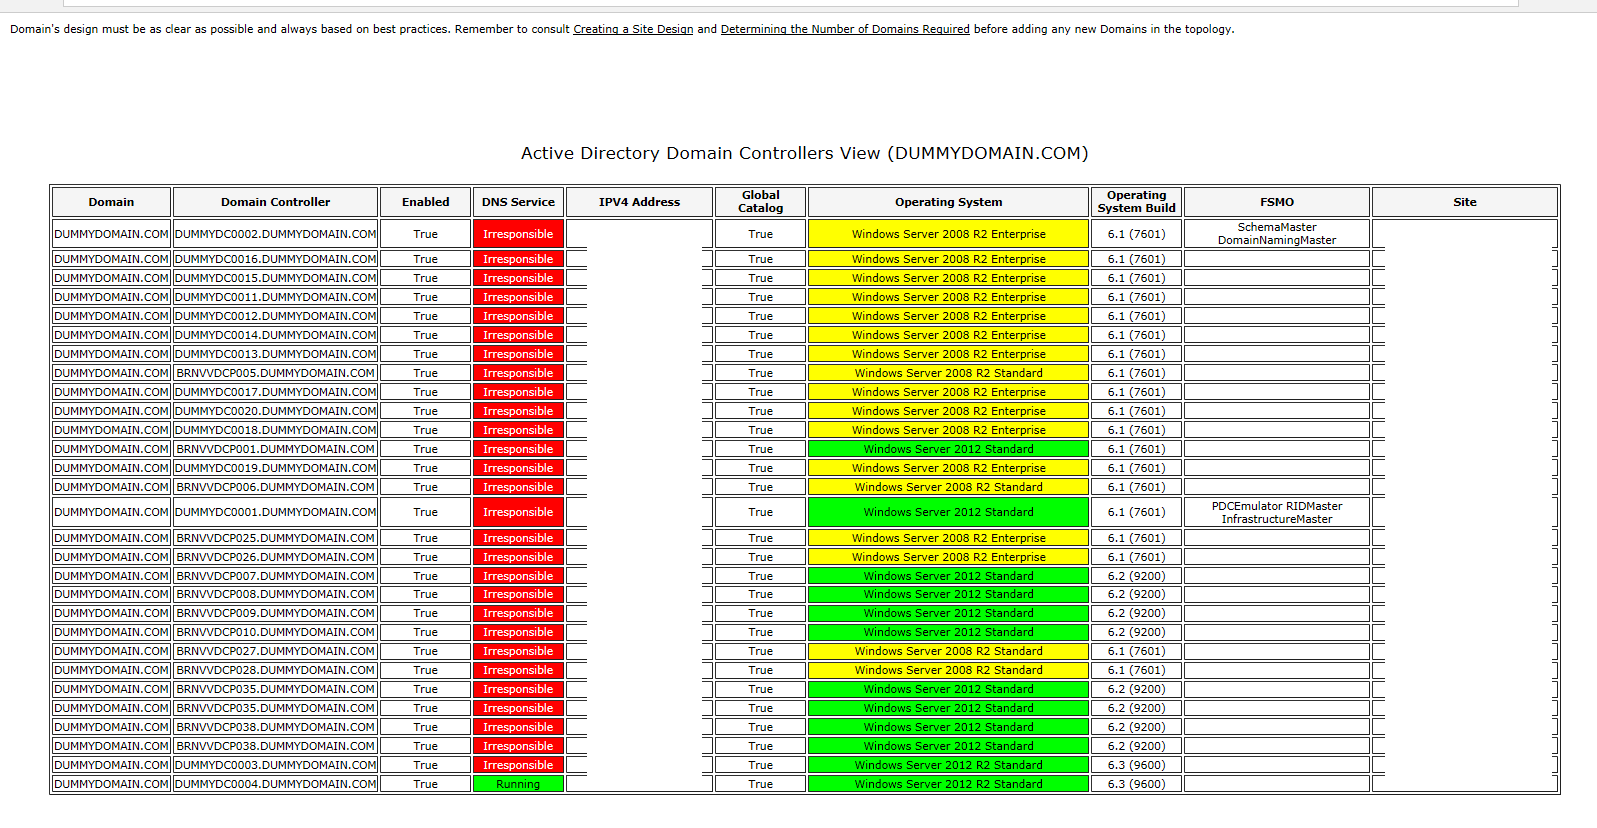 Domain's design must be as clear as possible and always based on best practices. Remember to consult Creating a Site Design and Determining the Number of Domains Required before adding any new Domains in the topology.
Active Directory Domain Controllers View (DUMMYDOMAIN.COM)
Domain Domain Controller Enabled DNS Service IPV4 Address Global Catalog Operating System Operating System Build FSMO Site
DUMMYDOMAIN.COM DUMMYDC0002.DUMMYDOMAIN.COM True Irresponsible True Windows Server 2008 R2 Enterprise 6.1 (7601) SchemaMaster DomainNamingMaster
DUMMYDOMAIN.COM DUMMYDC0016.DUMMYDOMAIN.COM True Irresponsible True Windows Server 2008 R2 Enterprise 6.1 (7601)
DUMMYDOMAIN.COM DUMMYDC0015.DUMMYDOMAIN.COM True Irresponsible True Windows Server 2008 R2 Enterprise 6.1 (7601)
DUMMYDOMAIN.COM DUMMYDC0011.DUMMYDOMAIN.COM True Irresponsible True Windows Server 2008 R2 Enterprise 6.1 (7601)
DUMMYDOMAIN.COM DUMMYDC0012.DUMMYDOMAIN.COM True Irresponsible True Windows Server 2008 R2 Enterprise 6.1 (7601)
DUMMYDOMAIN.COM DUMMYDC0014.DUMMYDOMAIN.COM True Irresponsible True Windows Server 2008 R2 Enterprise 6.1 (7601)
DUMMYDOMAIN.COM DUMMYDC0013.DUMMYDOMAIN.COM True Irresponsible True Windows Server 2008 R2 Enterprise 6.1 (7601)
DUMMYDOMAIN.COM BRNVVDCP005.DUMMYDOMAIN.COM True Irresponsible True Windows Server 2008 R2 Standard 6.1 (7601)
DUMMYDOMAIN.COM DUMMYDC0017.DUMMYDOMAIN.COM True Irresponsible True Windows Server 2008 R2 Enterprise 6.1 (7601)
DUMMYDOMAIN.COM DUMMYDC0020.DUMMYDOMAIN.COM True Irresponsible True Windows Server 2008 R2 Enterprise 6.1 (7601)
DUMMYDOMAIN.COM DUMMYDC0018.DUMMYDOMAIN.COM True Irresponsible True Windows Server 2008 R2 Enterprise 6.1 (7601)
DUMMYDOMAIN.COM BRNVVDCP001.DUMMYDOMAIN.COM True Irresponsible True Windows Server 2012 Standard 6.1 (7601)
DUMMYDOMAIN.COM DUMMYDC0019.DUMMYDOMAIN.COM True Irresponsible True Windows Server 2008 R2 Enterprise 6.1 (7601)
DUMMYDOMAIN.COM BRNVVDCP006.DUMMYDOMAIN.COM True Irresponsible True Windows Server 2008 R2 Standard 6.1 (7601)
DUMMYDOMAIN.COM DUMMYDC0001.DUMMYDOMAIN.COM True Irresponsible True Windows Server 2012 Standard 6.1 (7601) PDCEmulator RIDMaster InfrastructureMaster
DUMMYDOMAIN.COM BRNVVDCP025.DUMMYDOMAIN.COM True Irresponsible True Windows Server 2008 R2 Enterprise 6.1 (7601)
DUMMYDOMAIN.COM BRNVVDCP026.DUMMYDOMAIN.COM True Irresponsible True Windows Server 2008 R2 Enterprise 6.1 (7601)
DUMMYDOMAIN.COM BRNVVDCP007.DUMMYDOMAIN.COM True Irresponsible True Windows Server 2012 Standard 6.2 (9200)
DUMMYDOMAIN.COM BRNVVDCP008.DUMMYDOMAIN.COM True Irresponsible True Windows Server 2012 Standard 6.2 (9200)
DUMMYDOMAIN.COM BRNVVDCP009.DUMMYDOMAIN.COM True Irresponsible True Windows Server 2012 Standard 6.2 (9200)
DUMMYDOMAIN.COM BRNVVDCP010.DUMMYDOMAIN.COM True Irresponsible True Windows Server 2012 Standard 6.2 (9200)
DUMMYDOMAIN.COM BRNVVDCP027.DUMMYDOMAIN.COM True Irresponsible True Windows Server 2008 R2 Standard 6.1 (7601)
DUMMYDOMAIN.COM BRNVVDCP028.DUMMYDOMAIN.COM True Irresponsible True Windows Server 2008 R2 Standard 6.1 (7601)
DUMMYDOMAIN.COM BRNVVDCP035.DUMMYDOMAIN.COM True Irresponsible True Windows Server 2012 Standard 6.2 (9200)
DUMMYDOMAIN.COM BRNVVDCP035.DUMMYDOMAIN.COM True Irresponsible True Windows Server 2012 Standard 6.2 (9200)
DUMMYDOMAIN.COM BRNVVDCP038.DUMMYDOMAIN.COM True Irresponsible True Windows Server 2012 Standard 6.2 (9200)
DUMMYDOMAIN.COM BRNVVDCP038.DUMMYDOMAIN.COM True Irresponsible True Windows Server 2012 Standard 6.2 (9200)
DUMMYDOMAIN.COM DUMMYDC0003.DUMMYDOMAIN.COM True Irresponsible True Windows Server 2012 R2 Standard 6.3 (9600)
DUMMYDOMAIN.COM DUMMYDC0004.DUMMYDOMAIN.COM True Running True Windows Server 2012 R2 Standard 6.3 (9600)